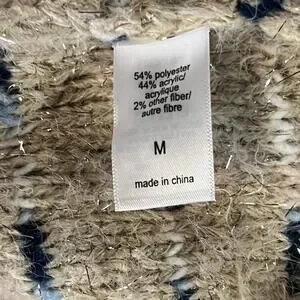 54% polyester
44% acrylic/
acrylique
2% other fiber/
autre fibre
M
made in china